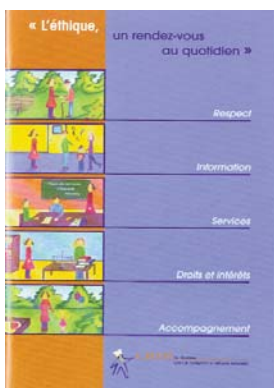 « L'éthique,
un rendez-vous
au quotidien »
Respect
Information
Services
Droits et intérêts
Accompagnement